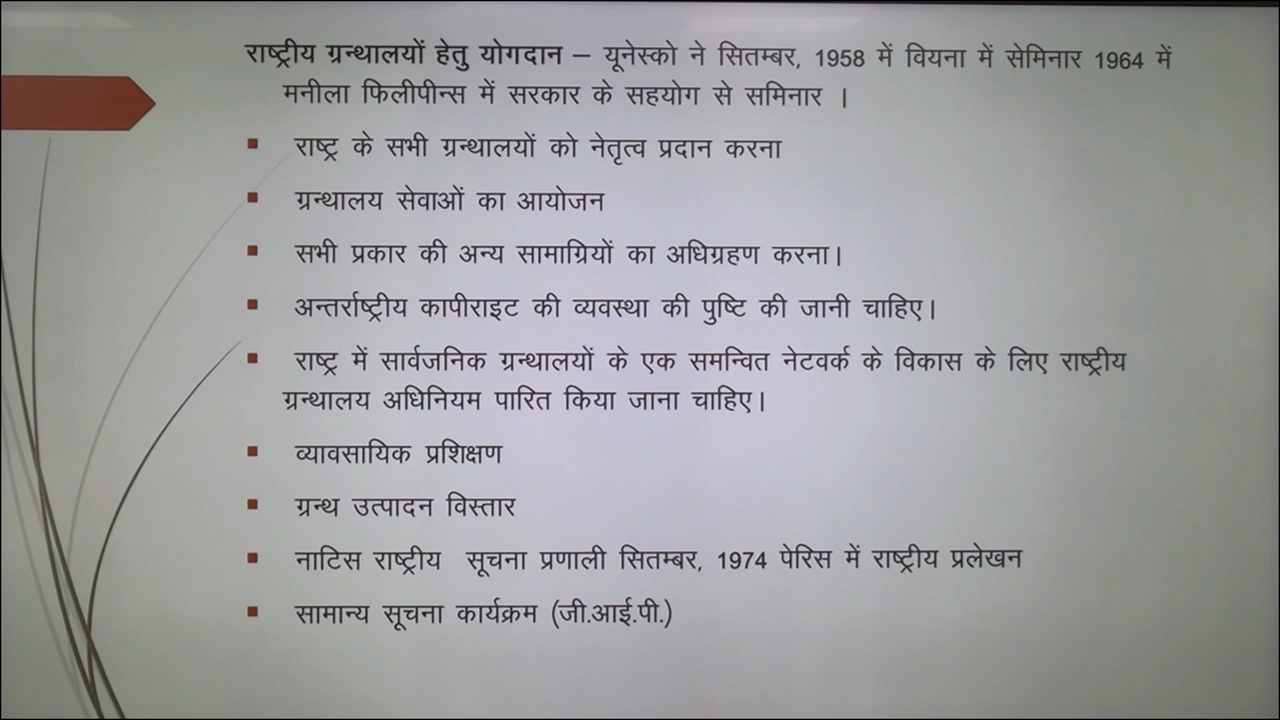 राष्ट्रीय ग्रन्थालयों हेतु योगदान – यूनेस्को ने सितम्बर, 1958 में वियना में सेमिनार 1964 में
मनीला फिलीपीन्स में सरकार के सहयोग से समिनार ।
▪ राष्ट्र के सभी ग्रन्थालयों को नेतृत्व प्रदान करना
▪ ग्रन्थालय सेवाओं का आयोजन
▪ सभी प्रकार की अन्य सामाग्रियों का अधिग्रहण करना।
▪ अन्तर्राष्ट्रीय कापीराइट की व्यवस्था की पुष्टि की जानी चाहिए।
▪ राष्ट्र में सार्वजनिक ग्रन्थालयों के एक समन्वित नेटवर्क के विकास के लिए राष्ट्रीय
ग्रन्थालय अधिनियम पारित किया जाना चाहिए।
▪ व्यावसायिक प्रशिक्षण
▪ ग्रन्थ उत्पादन विस्तार
▪ नाटिस राष्ट्रीय सूचना प्रणाली सितम्बर, 1974 पेरिस में राष्ट्रीय प्रलेखन
▪ सामान्य सूचना कार्यक्रम (जी.आई.पी.)